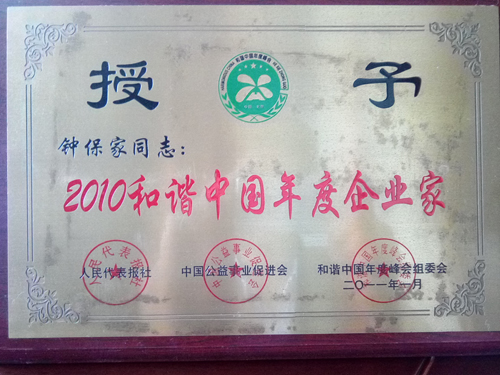 授 予
钟保家同志：
2010和谐中国年度企业家
人民代表报社 中国公益事业促进会 和谐中国年度峰会组委会
二〇一一年一月